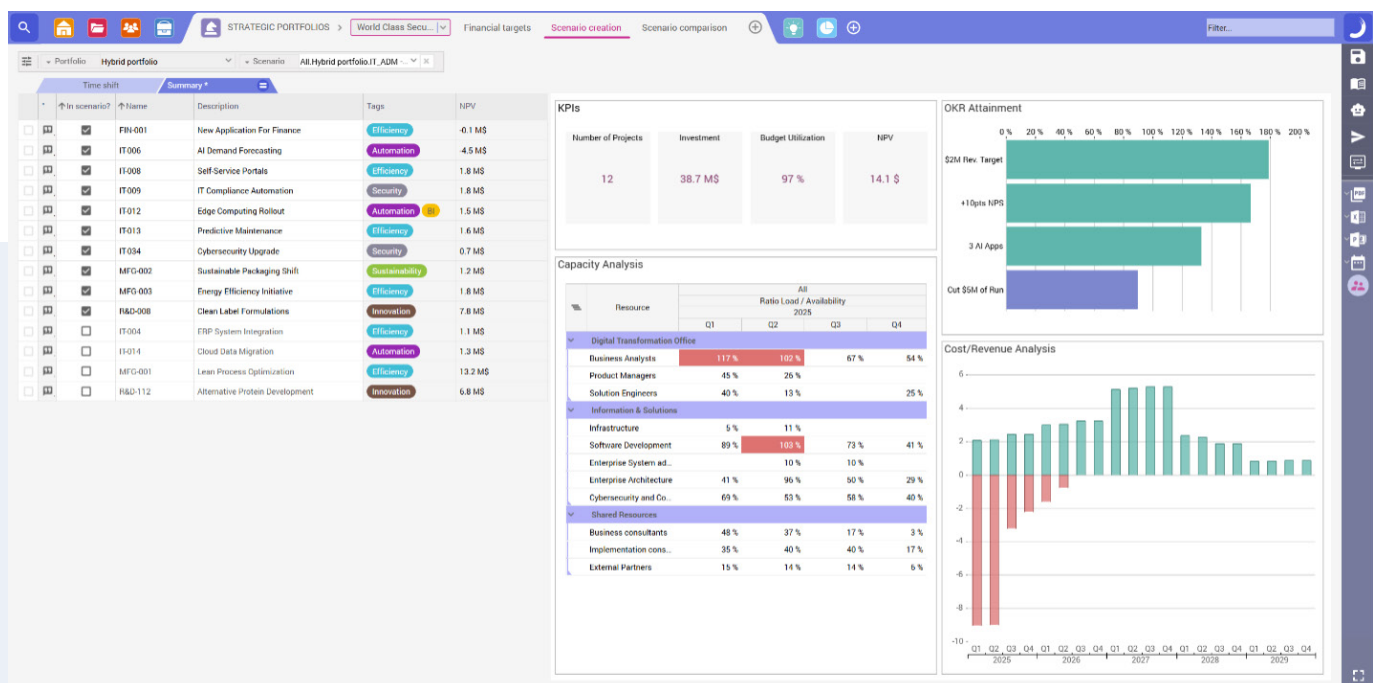 STRATEGIC PORTFOLIOS > World Class Secu... Financial targets Scenario creation Scenario comparison Filter...
Portfolio Hybrid portfolio Scenario All.Hybrid portfolio.IT_ADM -...
Time shift Summary *
* In scenario? Name Description Tags NPV
FIN-001 New Application For Finance Efficiency -0.1 M$
IT-006 AI Demand Forecasting Automation -4.5 M$
IT-008 Self-Service Portals Efficiency 1.8 M$
IT-009 IT Compliance Automation Security 1.8 M$
IT-012 Edge Computing Rollout Automation BI 1.5 M$
IT-013 Predictive Maintenance Efficiency 1.6 M$
IT-034 Cybersecurity Upgrade Security 0.7 M$
MFG-002 Sustainable Packaging Shift Sustainability 1.2 M$
MFG-003 Energy Efficiency Initiative Efficiency 1.8 M$
R&D-008 Clean Label Formulations Innovation 7.8 M$
IT-004 ERP System Integration Efficiency 1.1 M$
IT-014 Cloud Data Migration Automation 1.3 M$
MFG-001 Lean Process Optimization Efficiency 13.2 M$
R&D-112 Alternative Protein Development Innovation 6.8 M$
KPIs
Number of Projects Investment Budget Utilization NPV
12 38.7 M$ 97 % 14.1 $
Capacity Analysis
All
Resource Ratio Load / Availability
2025
Q1 Q2 Q3 Q4
Digital Transformation Office
Business Analysts 117 % 102 % 67 % 54 %
Product Managers 45 % 26 %
Solution Engineers 40 % 13 % 25 %
Information & Solutions
Infrastructure 5 % 11 %
Software Development 89 % 103 % 73 % 41 %
Enterprise System ad... 10 % 10 %
Enterprise Architecture 41 % 96 % 50 % 29 %
Cybersecurity and Co... 69 % 53 % 58 % 40 %
Shared Resources
Business consultants 48 % 37 % 17 % 3 %
Implementation cons... 35 % 40 % 40 % 17 %
External Partners 15 % 14 % 14 % 6 %
OKR Attainment
0 % 20 % 40 % 60 % 80 % 100 % 120 % 140 % 160 % 180 % 200 %
$2M Rev. Target
+10pts NPS
3 AI Apps
Cut $5M of Run
Cost/Revenue Analysis
6
4
2
0
-2
-4
-6
-8
-10
Q1 Q2 Q3 Q4 Q1 Q2 Q3 Q4 Q1 Q2 Q3 Q4 Q1 Q2 Q3 Q4 Q1 Q2 Q3 Q4
2025 2026 2027 2028 2029
PDF